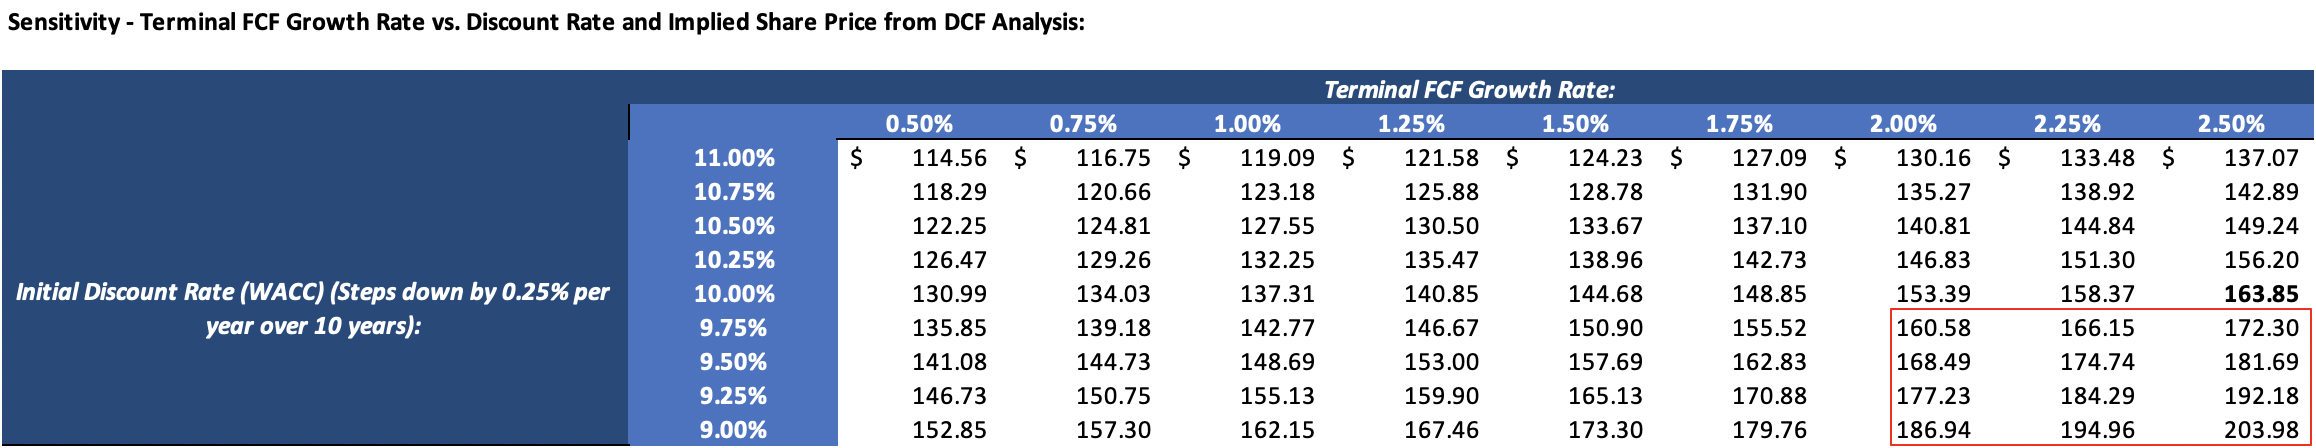 Sensitivity - Terminal FCF Growth Rate vs. Discount Rate and Implied Share Price from DCF Analysis:
Terminal FCF Growth Rate:
0.50% 0.75% 1.00% 1.25% 1.50% 1.75% 2.00% 2.25% 2.50%
11.00% $ 114.56 $ 116.75 $ 119.09 $ 121.58 $ 124.23 $ 127.09 $ 130.16 $ 133.48 $ 137.07
10.75% 118.29 120.66 123.18 125.88 128.78 131.90 135.27 138.92 142.89
10.50% 122.25 124.81 127.55 130.50 133.67 137.10 140.81 144.84 149.24
10.25% 126.47 129.26 132.25 135.47 138.96 142.73 146.83 151.30 156.20
Initial Discount Rate (WACC) (Steps down by 0.25% per
year over 10 years):
10.00% 130.99 134.03 137.31 140.85 144.68 148.85 153.39 158.37 163.85
9.75% 135.85 139.18 142.77 146.67 150.90 155.52 160.58 166.15 172.30
9.50% 141.08 144.73 148.69 153.00 157.69 162.83 168.49 174.74 181.69
9.25% 146.73 150.75 155.13 159.90 165.13 170.88 177.23 184.29 192.18
9.00% 152.85 157.30 162.15 167.46 173.30 179.76 186.94 194.96 203.98